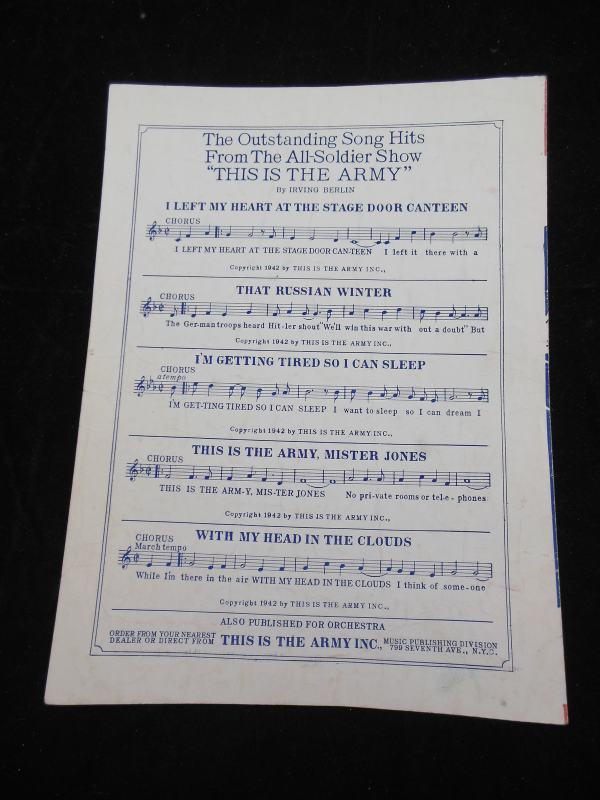 The Outstanding Song Hits
From The All-Soldier Show
"THIS IS THE ARMY"
By IRVING BERLIN
I LEFT MY HEART AT THE STAGE DOOR CANTEEN
CHORUS
I LEFT MY HEART AT THE STAGE DOOR CAN-TEEN I left it there with a
Copyright 1942 by THIS IS THE ARMY INC.,
THAT RUSSIAN WINTER
CHORUS
The Ger-man troops heard Hit-ler shout "We'll win this war with out a doubt" But
Copyright 1942 by THIS IS THE ARMY INC.,
I'M GETTING TIRED SO I CAN SLEEP
CHORUS
a tempo
I'M GET-TING TIRED SO I CAN SLEEP I want to sleep so I can dream I
Copyright 1942 by THIS IS THE ARMY INC.,
THIS IS THE ARMY, MISTER JONES
CHORUS
THIS IS THE ARM-Y, MIS-TER JONES No pri-vate rooms or tel-e-phones
Copyright 1942 by THIS IS THE ARMY INC.,
WITH MY HEAD IN THE CLOUDS
CHORUS
March tempo
While I'm there in the air WITH MY HEAD IN THE CLOUDS I think of some-one
Copyright 1942 by THIS IS THE ARMY INC.,
ALSO PUBLISHED FOR ORCHESTRA
ORDER FROM YOUR NEAREST
DEALER OR DIRECT FROM THIS IS THE ARMY INC., MUSIC PUBLISHING DIVISION
799 SEVENTH AVE., N.Y.C.